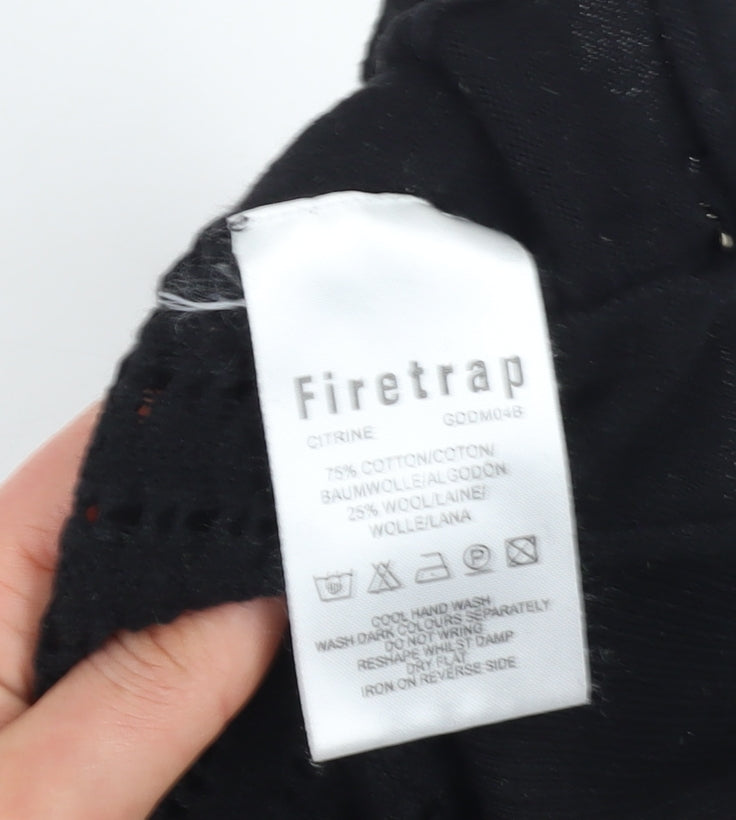 Firetrap
CITRINE GDDM04B
75% COTTON/COTON/
BAUMWOLLE/ALGODÓN
25% WOOL/LAINE/
WOLLE/LANA
P
COOL HAND WASH
WASH DARK COLOURS SEPARATELY
DO NOT WRING
RESHAPE WHILST DAMP
DRY FLAT
IRON ON REVERSE SIDE